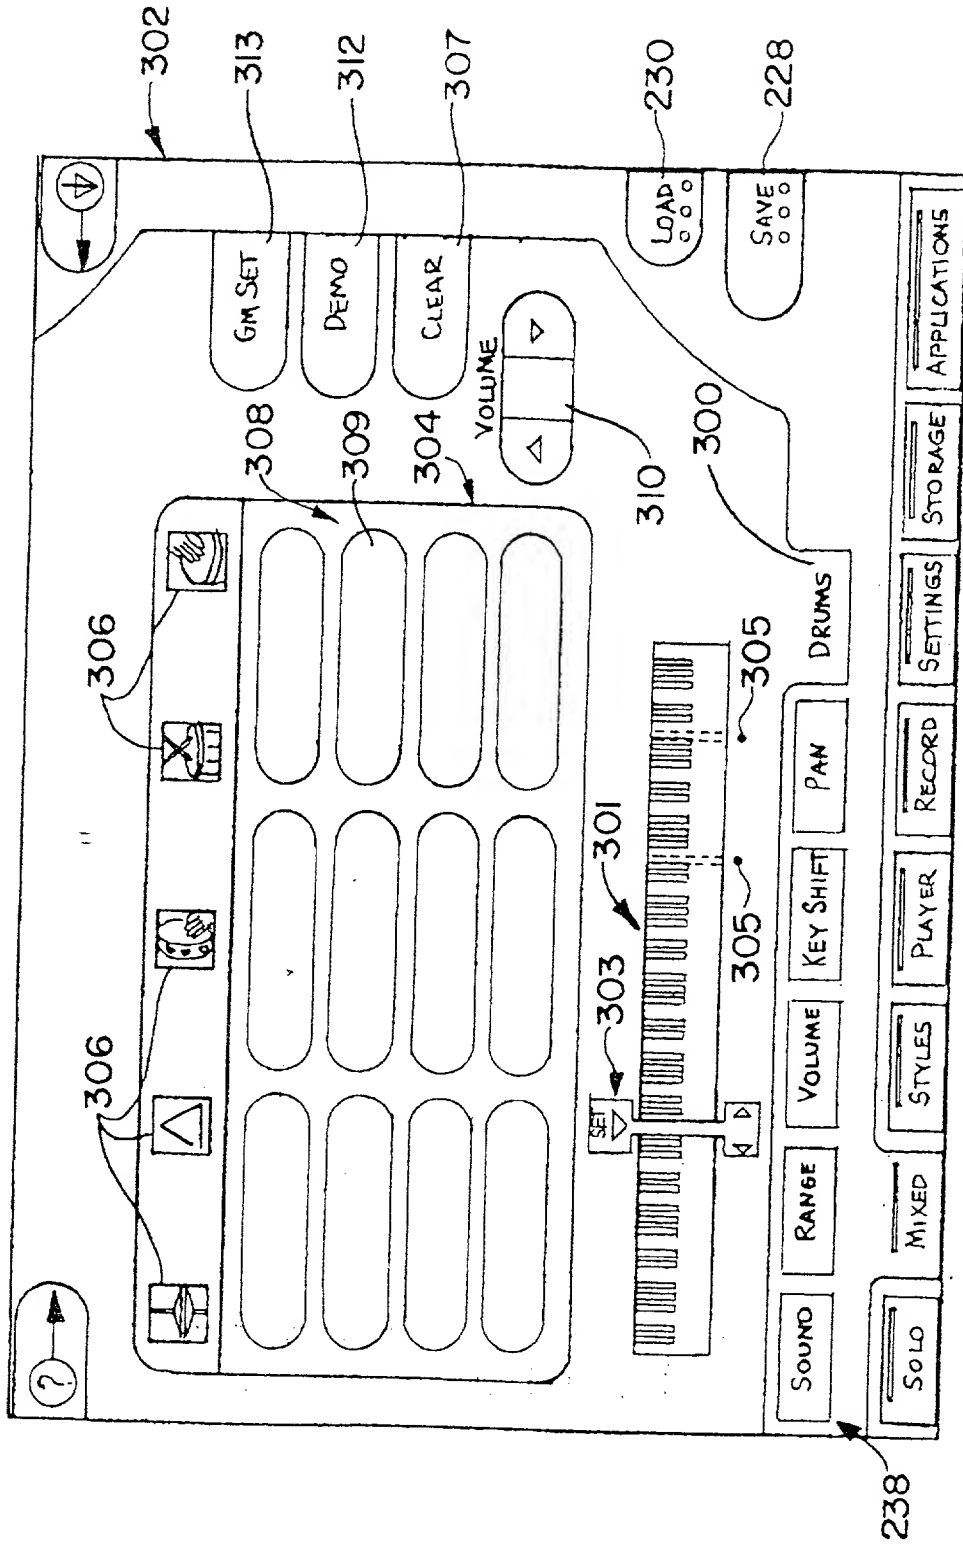 ?
302
306
306
GM SET
313
308
DEMO
312
309
CLEAR
307
304
VOLUME
310
SET
303
301
LOAD
230
305
305
SAVE
228
SOUND
RANGE
VOLUME
KEY SHIFT
PAN
DRUMS
300
238
SOLO
MIXED
STYLES
PLAYER
RECORD
SETTINGS
STORAGE
APPLICATIONS